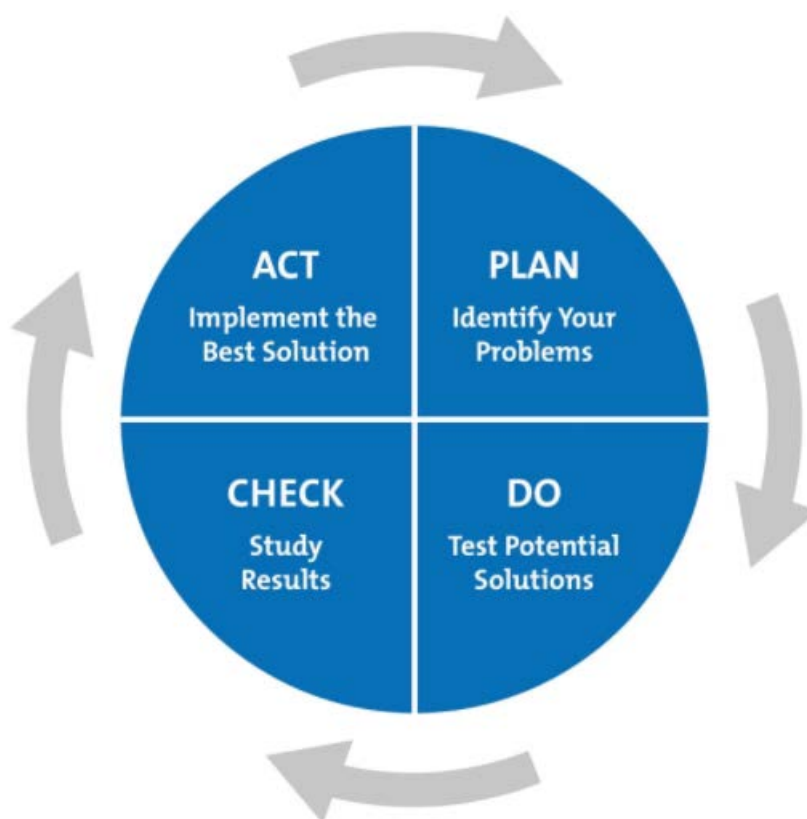 ACT
Implement the
Best Solution
PLAN
Identify Your
Problems
CHECK
Study
Results
DO
Test Potential
Solutions